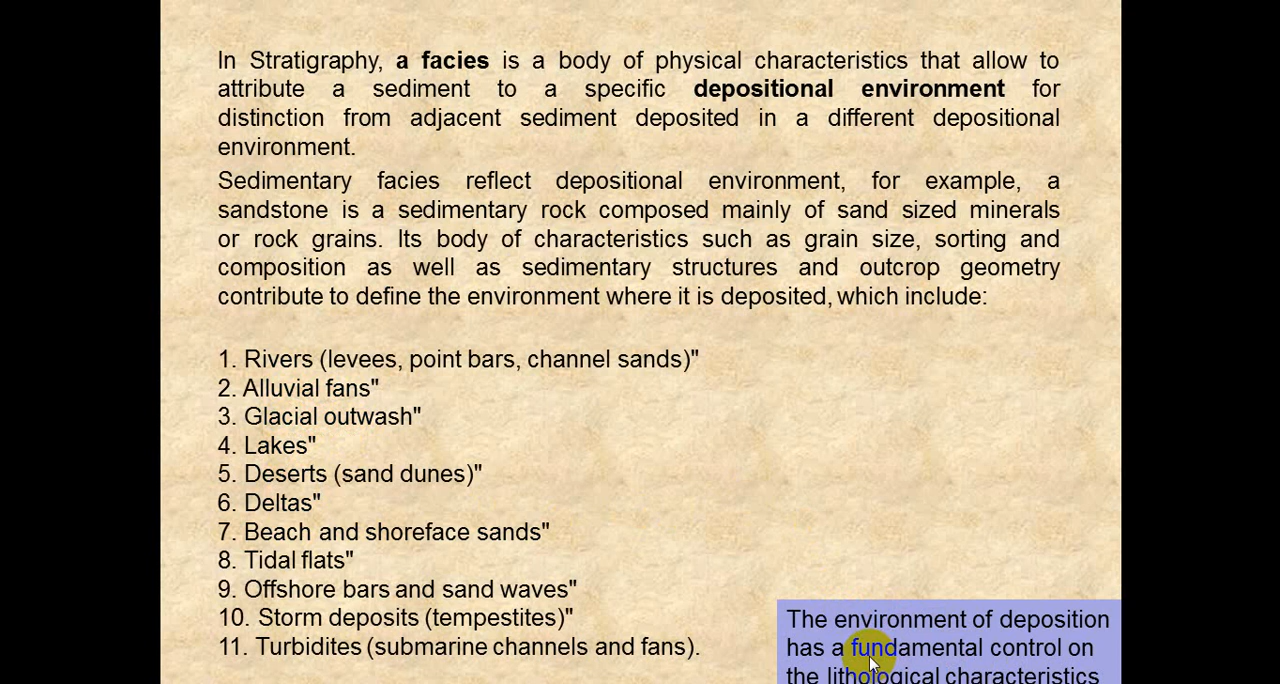 In Stratigraphy, a facies is a body of physical characteristics that allow to
attribute a sediment to a specific depositional environment for
distinction from adjacent sediment deposited in a different depositional
environment.
Sedimentary facies reflect depositional environment, for example, a
sandstone is a sedimentary rock composed mainly of sand sized minerals
or rock grains. Its body of characteristics such as grain size, sorting and
composition as well as sedimentary structures and outcrop geometry
contribute to define the environment where it is deposited, which include:
1. Rivers (levees, point bars, channel sands)"
2. Alluvial fans"
3. Glacial outwash"
4. Lakes"
5. Deserts (sand dunes)"
6. Deltas"
7. Beach and shoreface sands"
8. Tidal flats"
9. Offshore bars and sand waves"
10. Storm deposits (tempestites)"
11. Turbidites (submarine channels and fans).
The environment of deposition
has a fundamental control on
the lithological characteristics